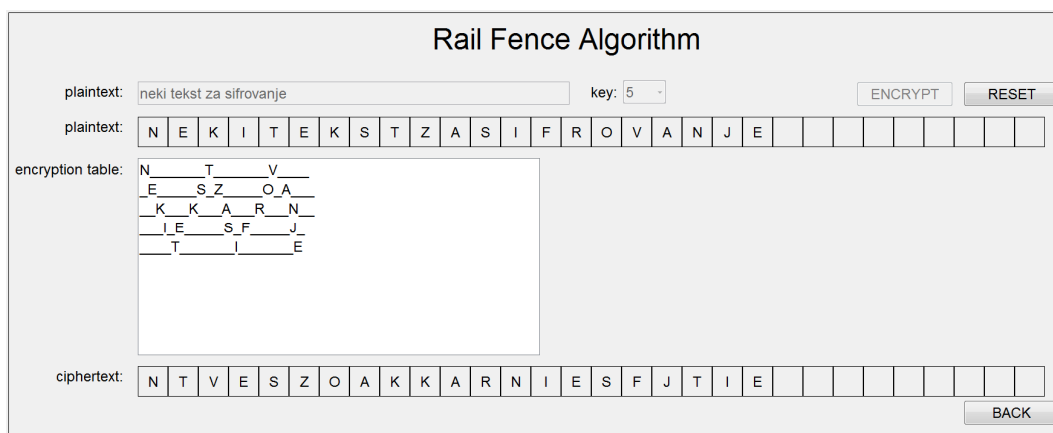 Rail Fence Algorithm
plaintext: neki tekst za sifrovanje key: 5 ENCRYPT RESET
plaintext: N E K I T E K S T Z A S I F R O V A N J E
encryption table: N_______T_______V____
_E_____S_Z_____O_A___
__K___K___A___R___N__
___I_E_____S_F_____J_
____T_______I_______E
ciphertext: N T V E S Z O A K K A R N I E S F J T I E
BACK